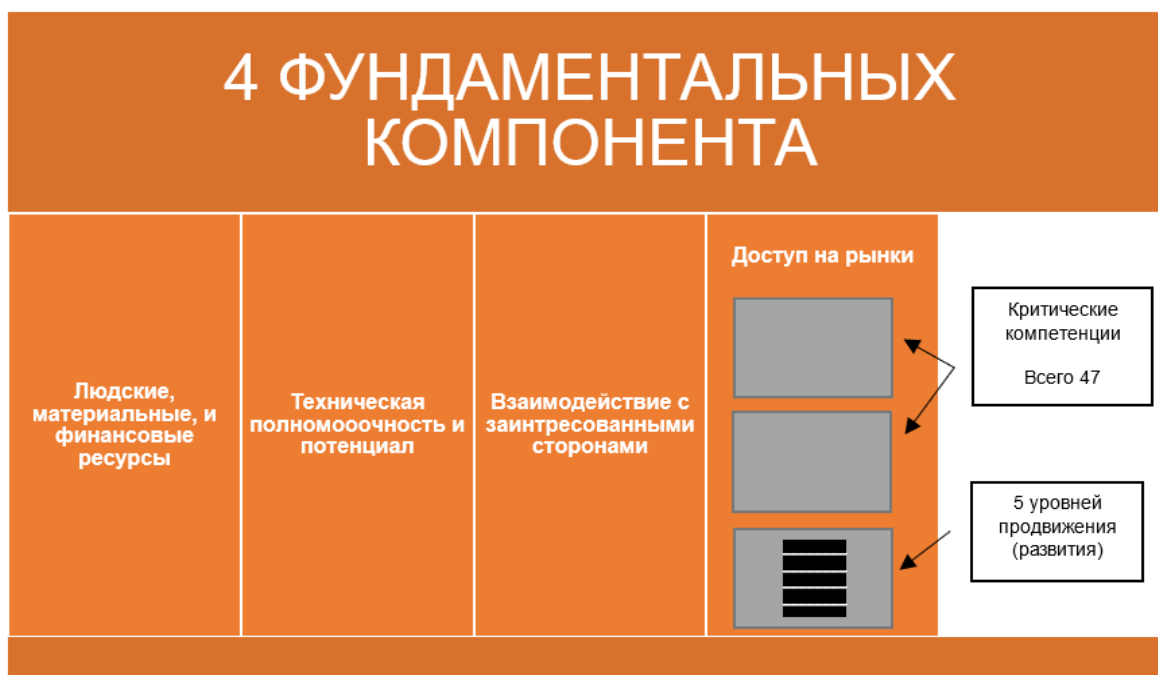 4 ФУНДАМЕНТАЛЬНЫХ
КОМПОНЕНТА
Людские,
материальные, и
финансовые
ресурсы
Техническая
полномооочность и
потенциал
Взаимодействие с
заинтресованными
сторонами
Доступ на рынки
Критические
компетенции
Всего 47
5 уровней
продвижения
(развития)